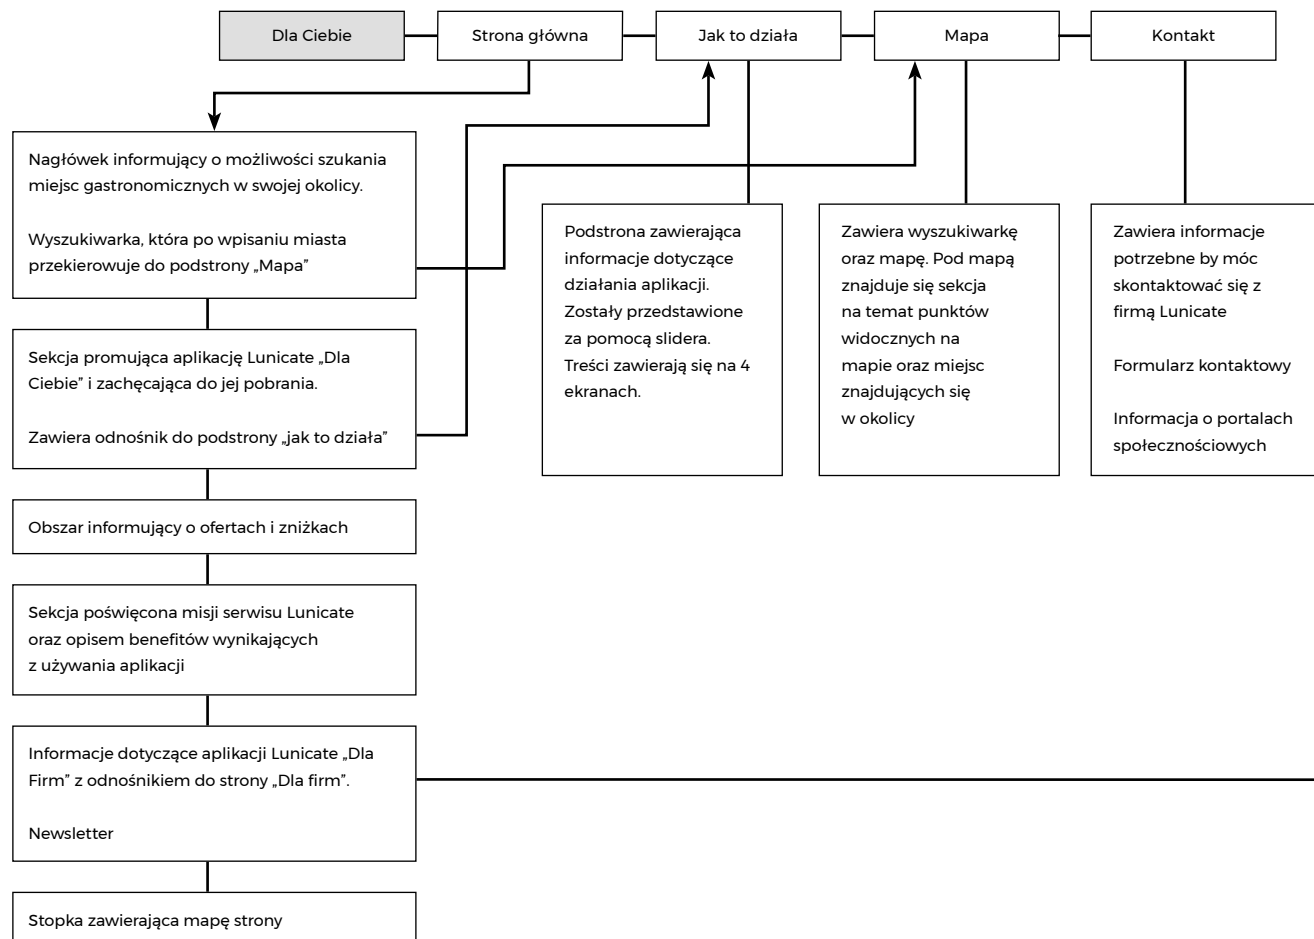 Dla Ciebie
Strona główna
Jak to działa
Mapa
Kontakt
Nagłówek informujący o możliwości szukania
miejsc gastronomicznych w swojej okolicy.
Wyszukiwarka, która po wpisaniu miasta
przekierowuje do podstrony „Mapa”
Sekcja promująca aplikację Lunicate „Dla
Ciebie” i zachęcająca do jej pobrania.
Zawiera odnośnik do podstrony „jak to działa”
Obszar informujący o ofertach i zniżkach
Sekcja poświęcona misji serwisu Lunicate
oraz opisem benefitów wynikających
z używania aplikacji
Informacje dotyczące aplikacji Lunicate „Dla
Firm” z odnośnikiem do strony „Dla firm”.
Newsletter
Stopka zawierająca mapę strony
Podstrona zawierająca
informacje dotyczące
działania aplikacji.
Zostały przedstawione
za pomocą slidera.
Treści zawierają się na 4
ekranach.
Zawiera wyszukiwarkę
oraz mapę. Pod mapą
znajduje się sekcja
na temat punktów
widocznych na
mapie oraz miejsc
znajdujących się
w okolicy
Zawiera informacje
potrzebne by móc
skontaktować się z
firmą Lunicate
Formularz kontaktowy
Informacja o portalach
społecznościowych